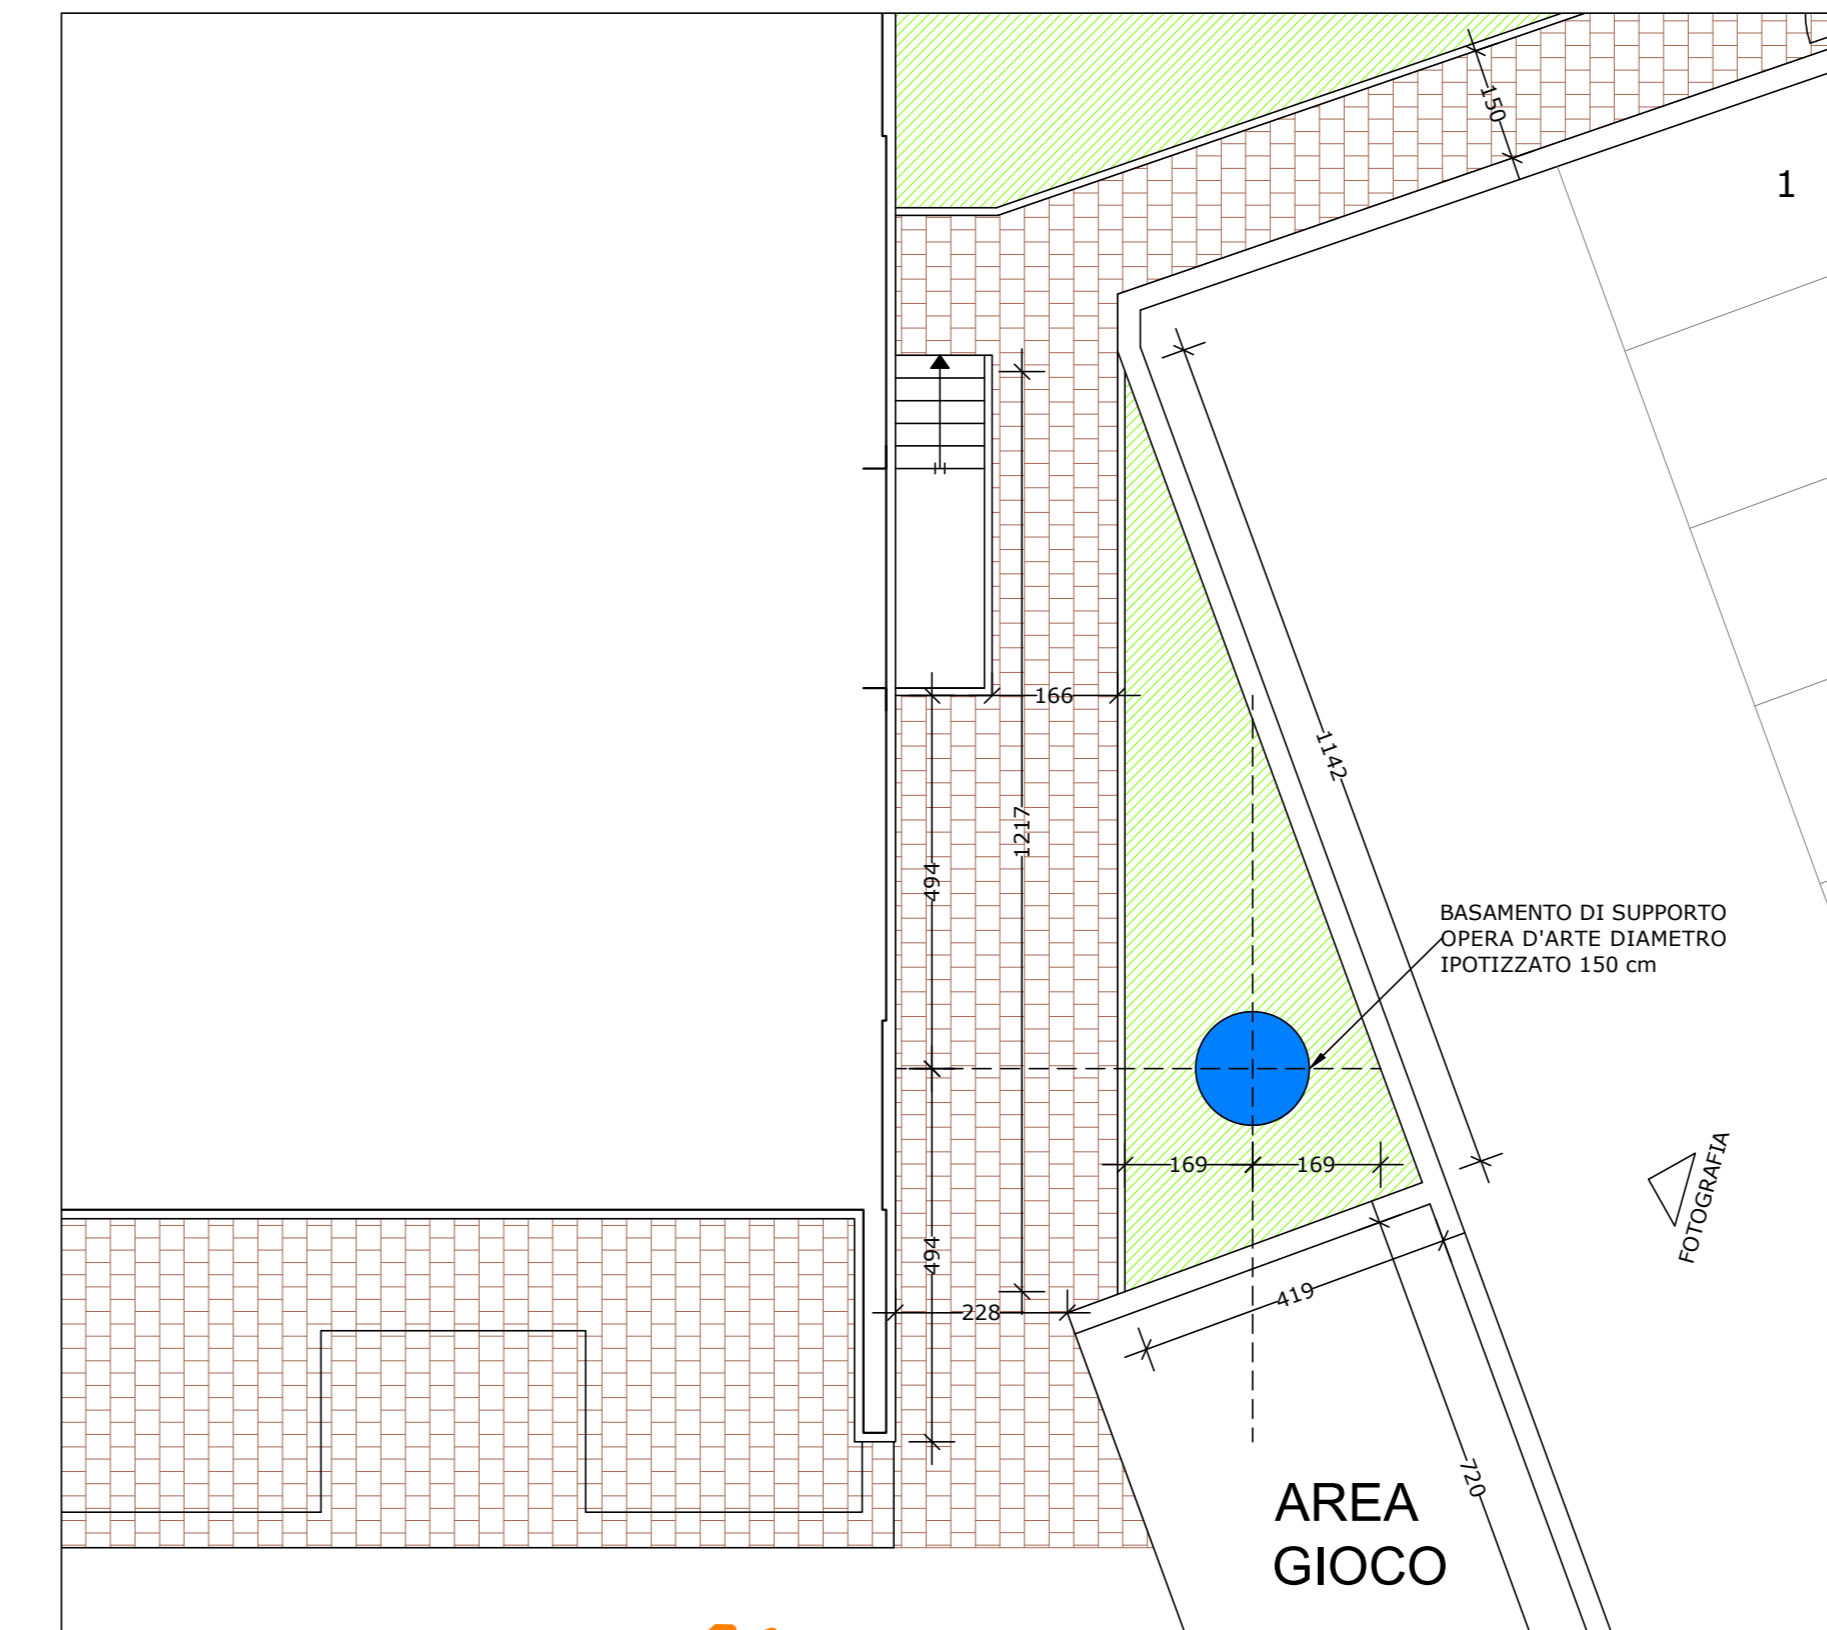 150
1
166
1142
1217
494
BASAMENTO DI SUPPORTO
OPERA D'ARTE DIAMETRO
IPOTIZZATO 150 cm
169
169
FOTOGRAFIA
494
419
228
720
AREA
GIOCO